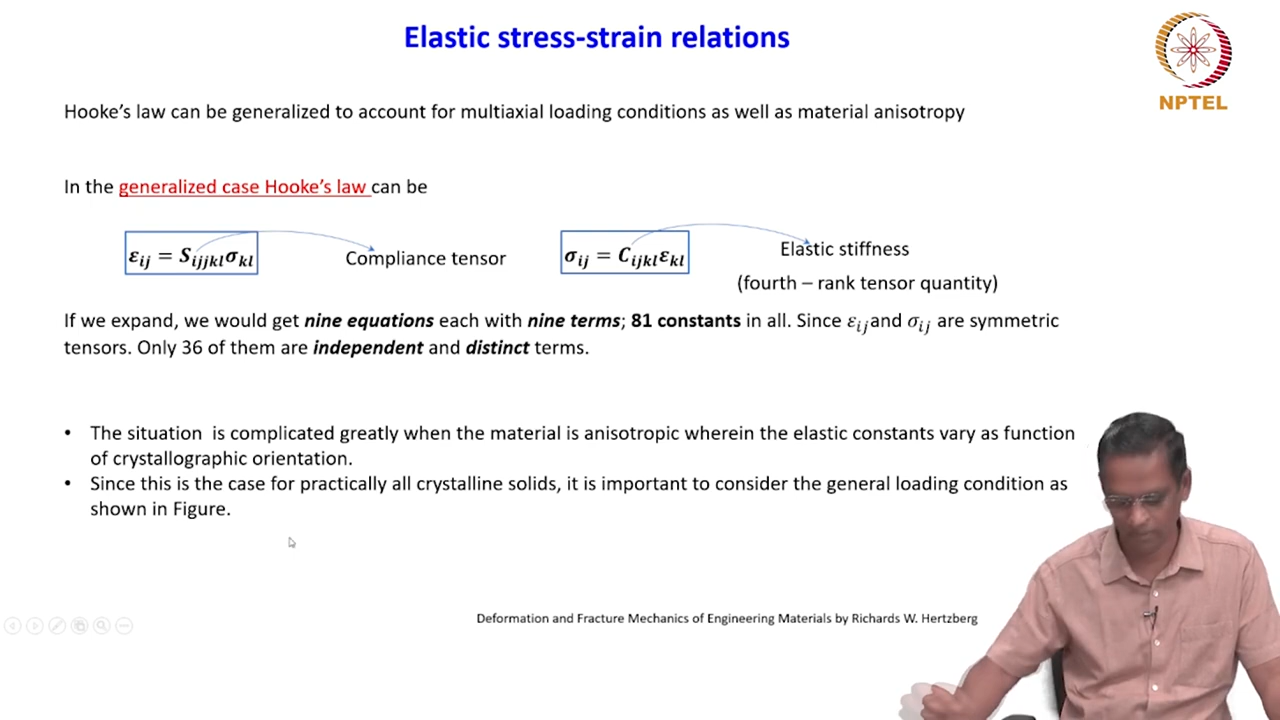 Elastic stress-strain relations
NPTEL
Hooke's law can be generalized to account for multiaxial loading conditions as well as material anisotropy
In the generalized case Hooke's law can be
εij = Sijjklσkl
Compliance tensor
σij = Cijklεkl
Elastic stiffness
(fourth – rank tensor quantity)
If we expand, we would get nine equations each with nine terms; 81 constants in all. Since εij and σij are symmetric
tensors. Only 36 of them are independent and distinct terms.
• The situation is complicated greatly when the material is anisotropic wherein the elastic constants vary as function
of crystallographic orientation.
• Since this is the case for practically all crystalline solids, it is important to consider the general loading condition as
shown in Figure.
Deformation and Fracture Mechanics of Engineering Materials by Richards W. Hertzberg